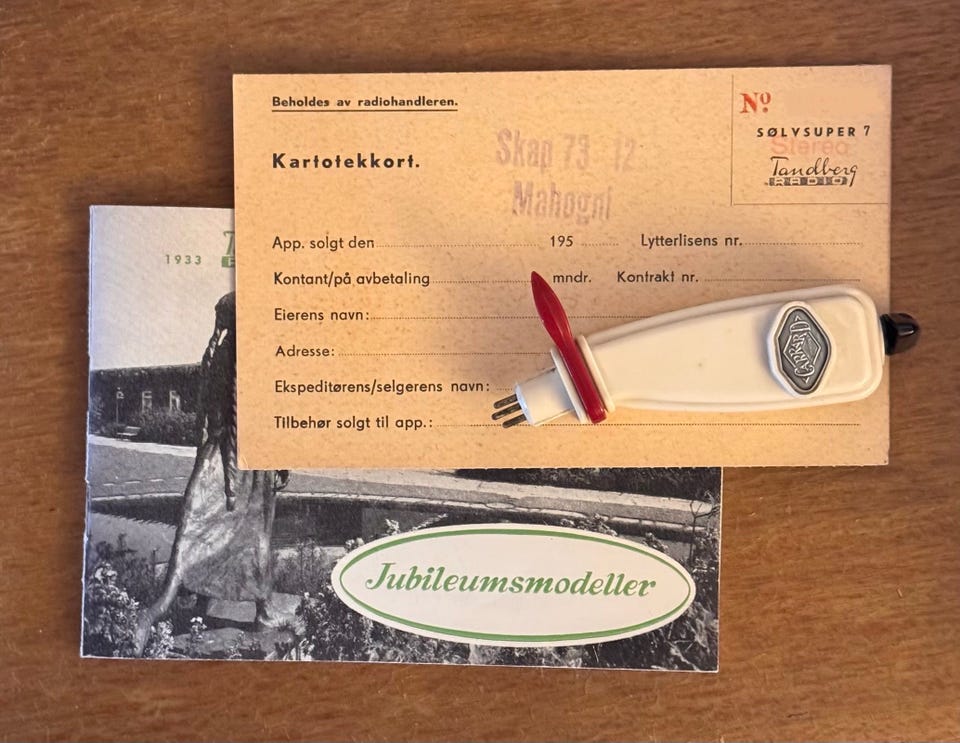 Beholdes av radiohandleren.
Nº
SØLVSUPER 7
Stereo
Tandberg
RADIO
Kartotekkort.
Skap 73 12
Mahogni
App. solgt den 195 Lytterlisens nr.
Kontant/på avbetaling mndr. Kontrakt nr.
Eierens navn:
Adresse:
Ekspeditørens/selgerens navn:
Tilbehør solgt til app.:
GARRARD
1933
Jubileumsmodeller